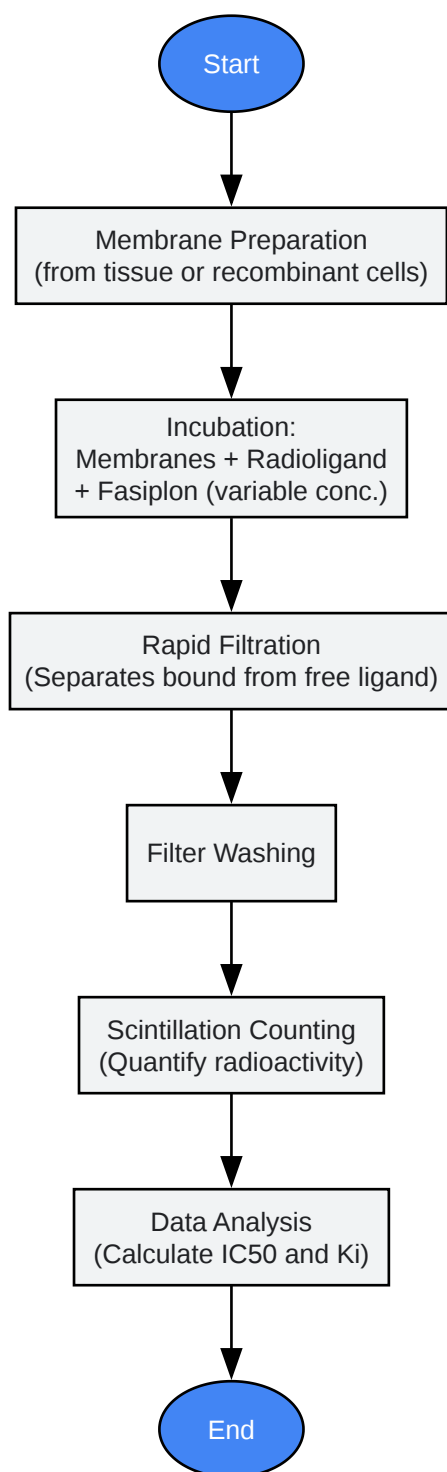 Start
Membrane Preparation
(from tissue or recombinant cells)
Incubation:
Membranes + Radioligand
+ Fasiplon (variable conc.)
Rapid Filtration
(Separates bound from free ligand)
Filter Washing
Scintillation Counting
(Quantify radioactivity)
Data Analysis
(Calculate IC50 and Ki)
End